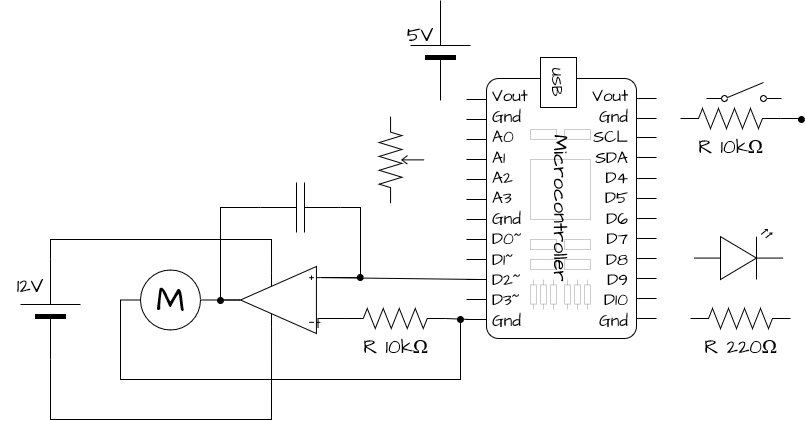 5V
USB
Vout
Vout
Gnd
Gnd
A0
SCL
A1
SDA
A2
D4
A3
D5
Gnd
D6
D0~
D7
D1~
D8
D2~
D9
D3~
D10
Gnd
Gnd
Microcontroller
R 10kΩ
12V
M
+
-
R 10kΩ
R 220Ω